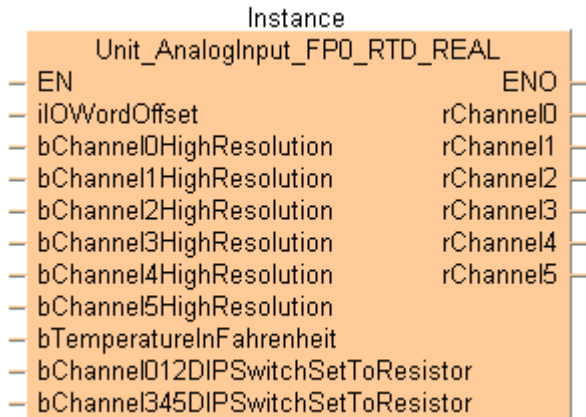 Instance
Unit_AnalogInput_FP0_RTD_REAL
EN ENO
iIOWordOffset rChannel0
bChannel0HighResolution rChannel1
bChannel1HighResolution rChannel2
bChannel2HighResolution rChannel3
bChannel3HighResolution rChannel4
bChannel4HighResolution rChannel5
bChannel5HighResolution
bTemperatureInFahrenheit
bChannel012DIPSwitchSetToResistor
bChannel345DIPSwitchSetToResistor